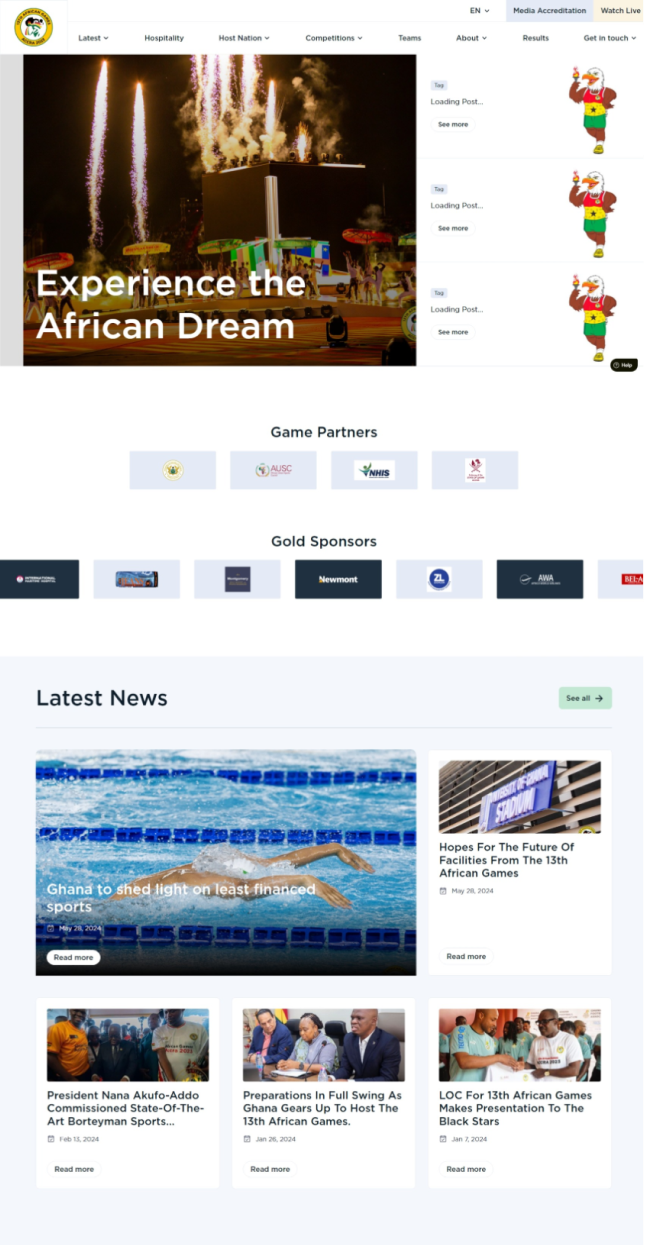 EN
Media Accreditation
Watch Live
Latest
Hospitality
Host Nation
Competitions
Teams
About
Results
Get in touch
Experience the
African Dream
Tag
Loading Post...
See more
Tag
Loading Post...
See more
Tag
Loading Post...
See more
Help
Game Partners
AUSC
NHIS
Gold Sponsors
INTERNATIONAL
Newmont
ZL
AWA
BEL-A
Latest News
See all
UNIVERSITY OF GHANA
STADIUM
Ghana to shed light on least financed
sports
May 28, 2024
Read more
Hopes For The Future Of
Facilities From The 13th
African Games
May 28, 2024
Read more
President Nana Akufo-Addo
Commissioned State-Of-The-
Art Borteyman Sports...
Feb 13, 2024
Read more
Preparations In Full Swing As
Ghana Gears Up To Host The
13th African Games.
Jan 26, 2024
Read more
LOC For 13th African Games
Makes Presentation To The
Black Stars
Jan 7, 2024
Read more